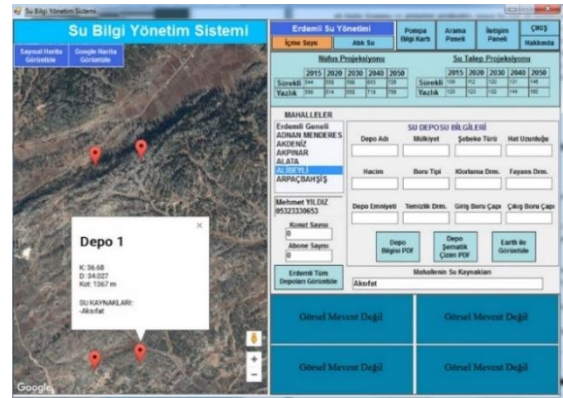 Su Bilgi Yönetim Sistemi
Su Bilgi Yönetim Sistemi
Sayısal Harita Görüntüle
Google Harita Görüntüle
Depo 1
K: 36.68
D: 34.027
Kot: 1367 m
SU KAYNAKLARI:
-Aksıfat
Google
Erdemli Su Yönetimi
İçme Suyu
Atık Su
Pompa Bilgi Kartı
Arama Paneli
İletişim Paneli
ÇIKIŞ
Hakkımda
Nüfus Projeksiyonu
2015 2020 2030 2040 2050
Sürekli
Yazlık
Su Talep Projeksiyonu
2015 2020 2030 2040 2050
Sürekli
Yazlık
MAHALLELER
Erdemli Geneli
ADNAN MENDERES
AKDENİZ
AKPINAR
ALATA
ALİBEYLİ
ARPAÇBAHŞİŞ
Mehmet YILDIZ
05323330653
Konut Sayısı
0
Abone Sayısı
0
Erdemli Tüm Depoları Görüntüle
SU DEPOSU BİLGİLERİ
Depo Adı Mülkiyet Şebeke Türü Hat Uzunluğu
Hacim Boru Tipi Klorlama Drm. Fayans Drm.
Depo Emniyeti Temizlik Drm. Giriş Boru Çapı Çıkış Boru Çapı
Depo Bilgisi PDF
Depo Şematik Çizim PDF
Earth ile Görüntüle
Mahallenin Su Kaynakları
Aksıfat
Görsel Mevcut Değil
Görsel Mevcut Değil
Görsel Mevcut Değil
Görsel Mevcut Değil